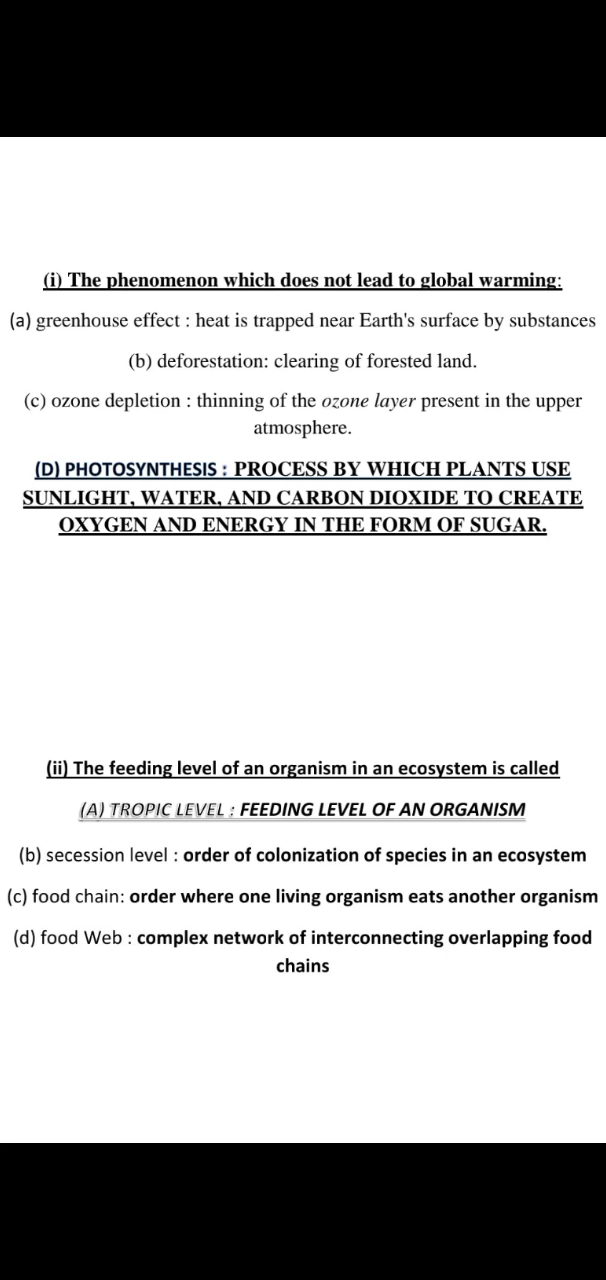 (i) The phenomenon which does not lead to global warming:
(a) greenhouse effect : heat is trapped near Earth's surface by substances
(b) deforestation: clearing of forested land.
(c) ozone depletion : thinning of the ozone layer present in the upper
atmosphere.
(D) PHOTOSYNTHESIS : PROCESS BY WHICH PLANTS USE
SUNLIGHT, WATER, AND CARBON DIOXIDE TO CREATE
OXYGEN AND ENERGY IN THE FORM OF SUGAR.
(ii) The feeding level of an organism in an ecosystem is called
(A) TROPIC LEVEL : FEEDING LEVEL OF AN ORGANISM
(b) secession level : order of colonization of species in an ecosystem
(c) food chain: order where one living organism eats another organism
(d) food Web : complex network of interconnecting overlapping food
chains